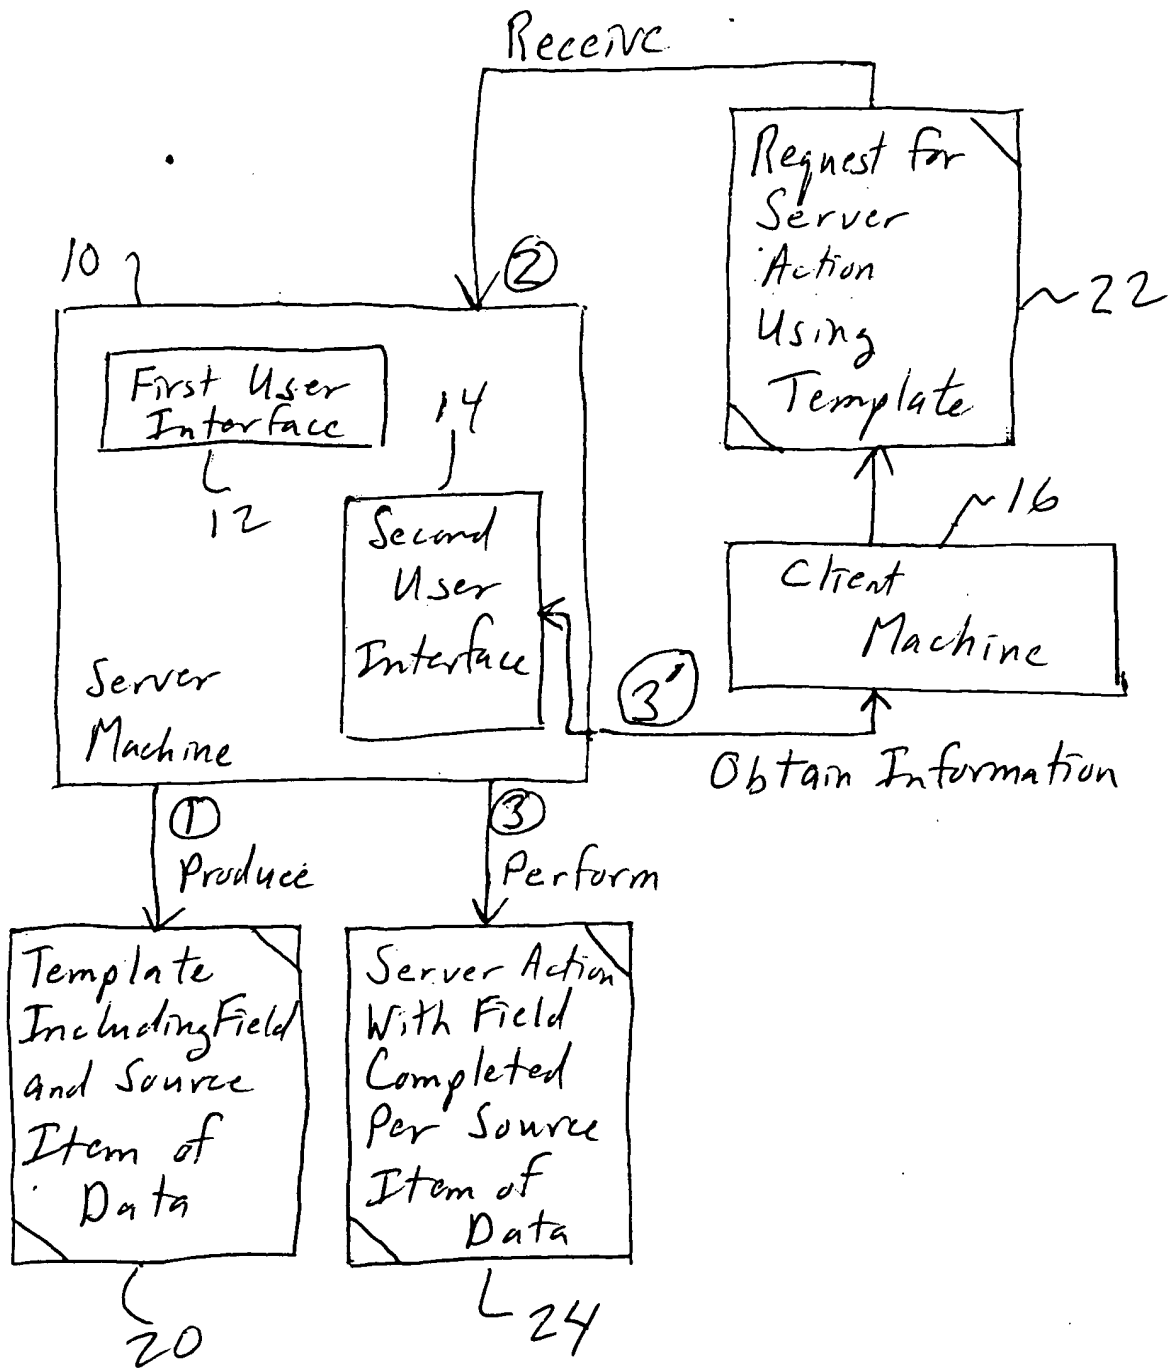 Receive
Request for
Server
Action
Using
Template
22
10
2
First User
Interface
12
14
Second
User
Interface
16
Client
Machine
Server
Machine
3'
Obtain Information
1
Produce
3
Perform
Template
Including Field
and Source
Item of
Data
20
Server Action
With Field
Completed
Per Source
Item of
Data
24